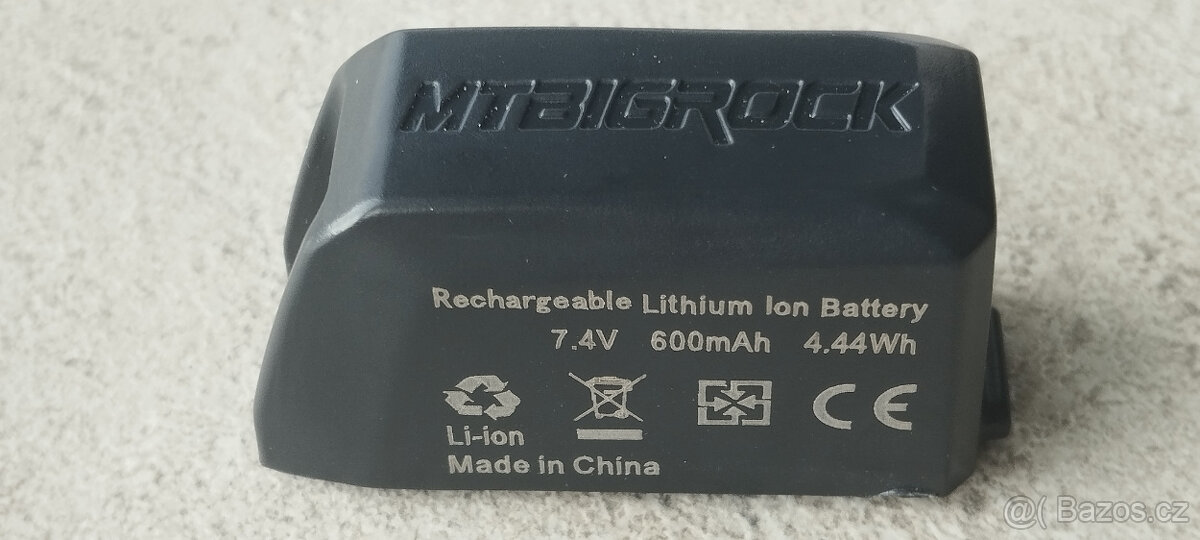 MTBIGROCK
Rechargeable Lithium Ion Battery
7.4V 600mAh 4.44Wh
CE
Li-ion
Made in China
@( Bazos.cz